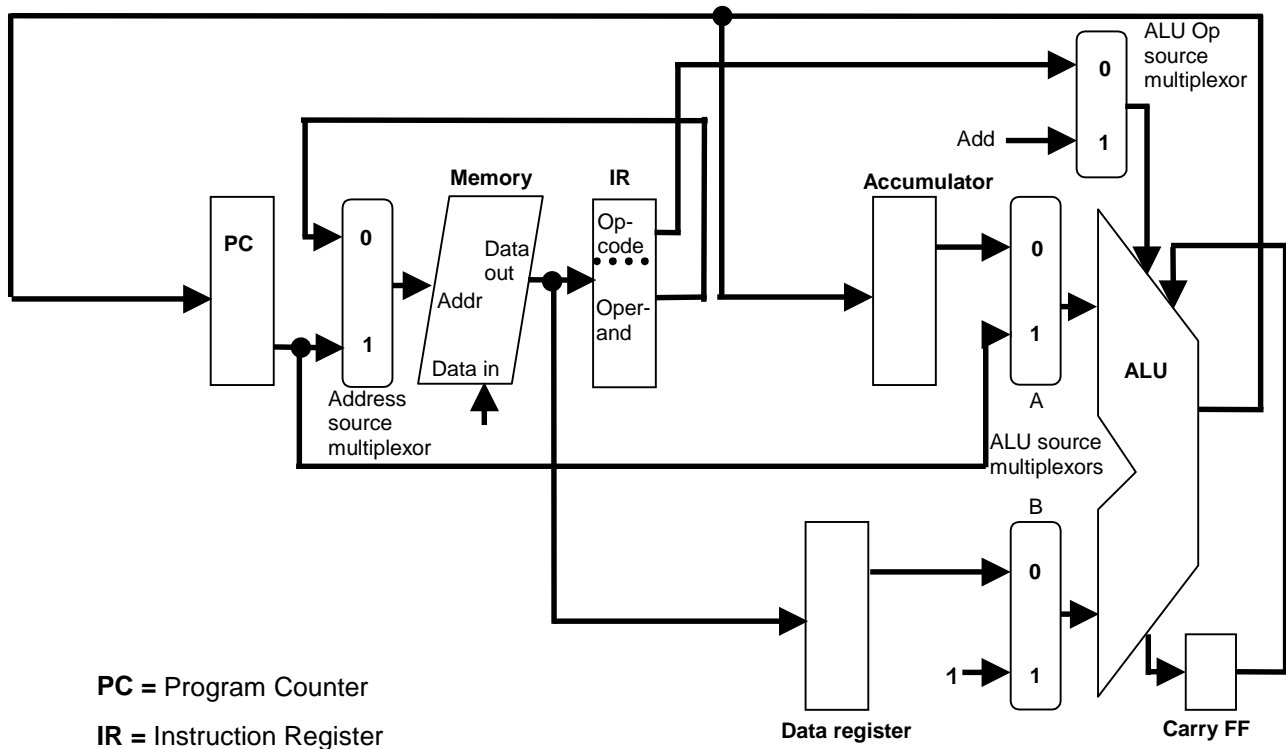 ALU Op
source
multiplexor
0
Add
1
Memory
IR
Accumulator
PC
0
1
Addr
Data
out
Data in
Op-
code
Oper-
and
0
1
A
ALU
Address
source
multiplexor
ALU source
multiplexors
B
0
1
1
PC = Program Counter
IR = Instruction Register
Data register
Carry FF